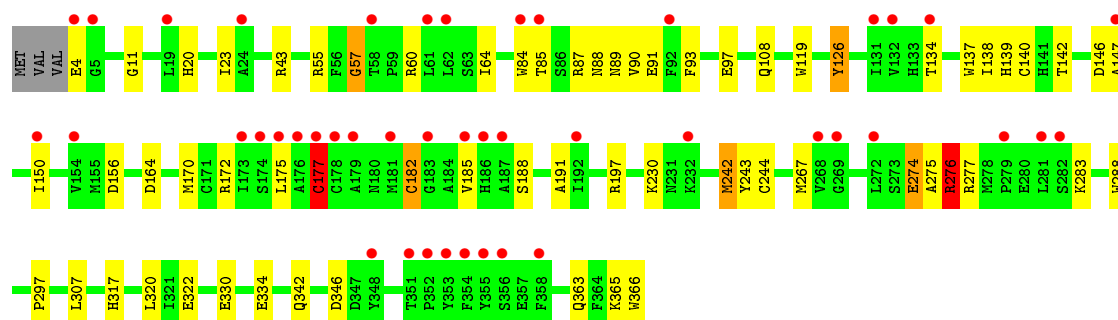 MET VAL VAL E4 G5 G11 L19 H20 I23 A24 R43 R55 F56 G57 T58 P59 R60 L61 L62 S63 I64 W84 T85 S86 R87 N88 N89 V90 E91 F92 F93 E97 Q108 W119 Y126 I131 V132 H133 T134 W137 I138 H139 C140 H141 T142 D146 A147
I150 V154 M155 D156 D164 M170 C171 R172 I173 S174 L175 A176 C177 C178 A179 N180 M181 C182 G183 A184 V185 H186 A187 S188 A191 I192 R197 K230 N231 K232 M242 Y243 C244 M267 V268 G269 L272 S273 E274 A275 R276 R277 M278 P279 E280 L281 S282 K283 W288
P297 L307 H317 L320 I321 E322 E330 E334 Q342 D346 D347 Y348 T351 P352 Y353 F354 Y355 S356 E357 F358 Q363 F364 K365 W366